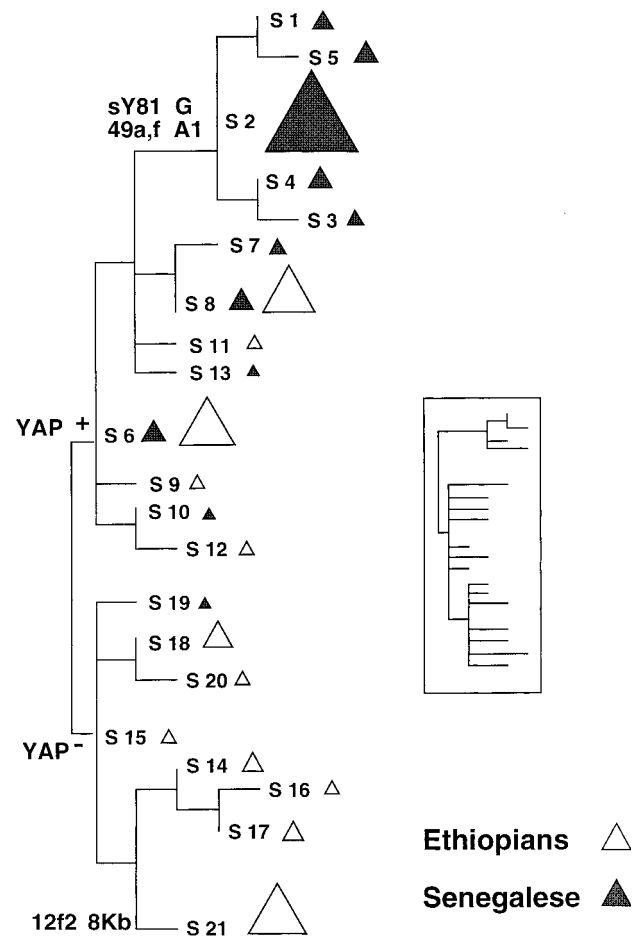 S 1
S 5
sY81 G
49a,f A1
S 2
S 4
S 3
S 7
S 8
S 11
S 13
YAP +
S 6
S 9
S 10
S 12
S 19
S 18
S 20
YAP -
S 15
S 14
S 16
S 17
Ethiopians
Senegalese
12f2 8Kb
S 21